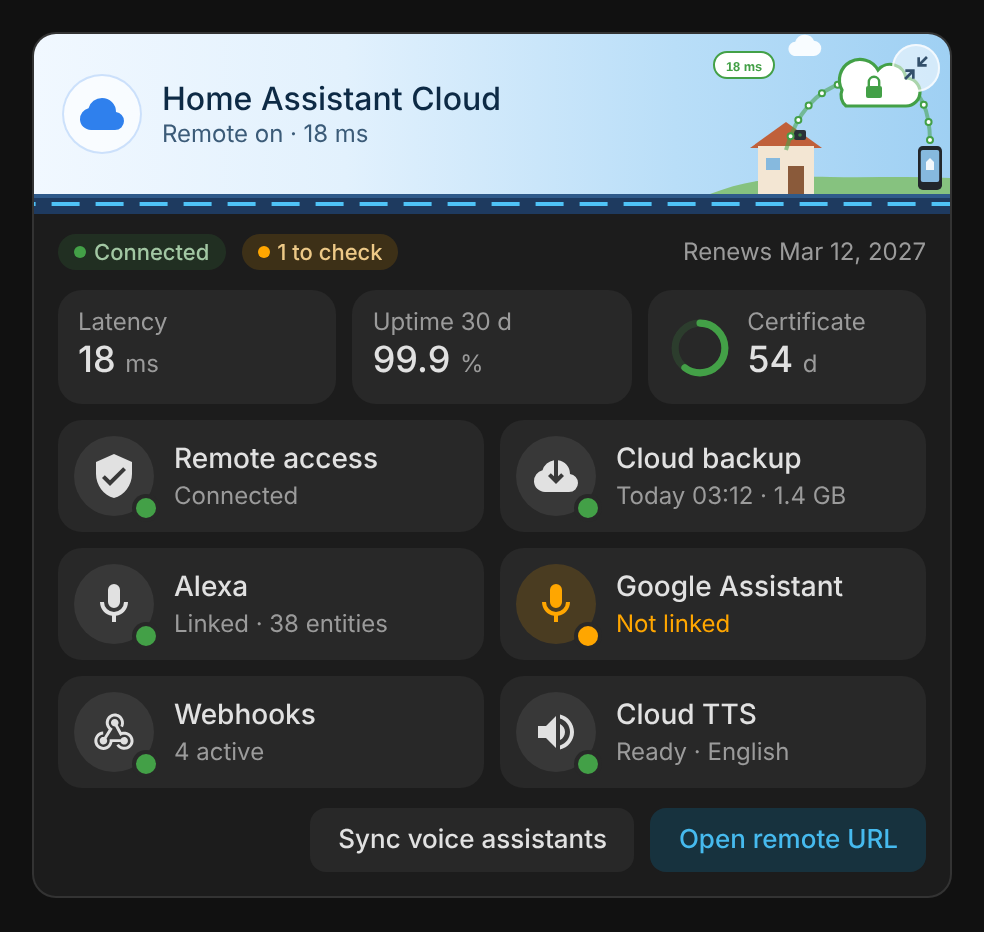 18 ms
Home Assistant Cloud
Remote on · 18 ms
Connected
1 to check
Renews Mar 12, 2027
Latency
18 ms
Uptime 30 d
99.9 %
Certificate
54 d
Remote access
Connected
Cloud backup
Today 03:12 · 1.4 GB
Alexa
Linked · 38 entities
Google Assistant
Not linked
Webhooks
4 active
Cloud TTS
Ready · English
Sync voice assistants
Open remote URL